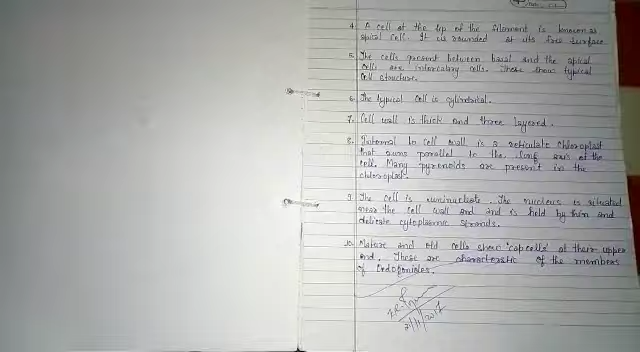 4. A cell at the tip of the filament is known as
apical cell. It is rounded at its free surface
5. The cells present between basal and the apical
cells are intercalary cells. These show typical
cell structure.
6. The typical cell is cylindrical.
7. Cell wall is thick and three layered.
8. Internal to cell wall is a reticulate chloroplast
that runs parallel to the long axis of the
cell. Many pyrenoids are present in the
chloroplast.
9. The cell is uninucleate. The nucleus is situated
near the cell wall and and is held by thin and
delicate cytoplasmic strands.
10. Mature and old cells show 'cap cells' at their upper
end. These are characteristic of the members
of Oedogoniales.